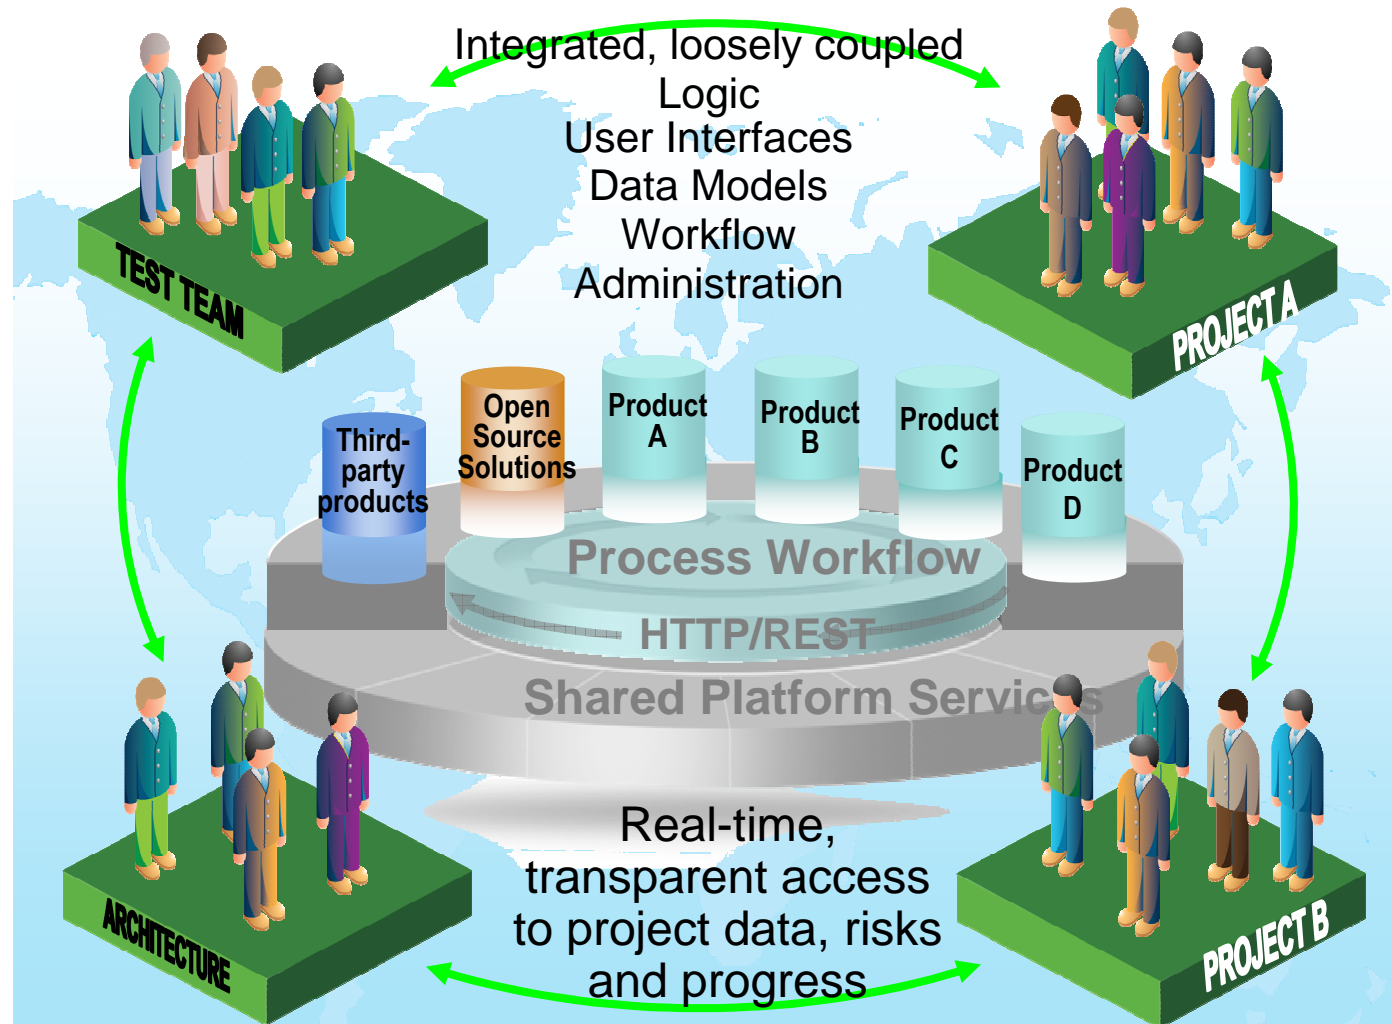 Integrated, loosely coupled
Logic
User Interfaces
Data Models
Workflow
Administration
TEST TEAM
PROJECT A
Third-
party
products
Open
Source
Solutions
Product
A
Product
B
Product
C
Product
D
Process Workflow
HTTP/REST
Shared Platform Services
Real-time,
transparent access
to project data, risks
and progress
ARCHITECTURE
PROJECT B